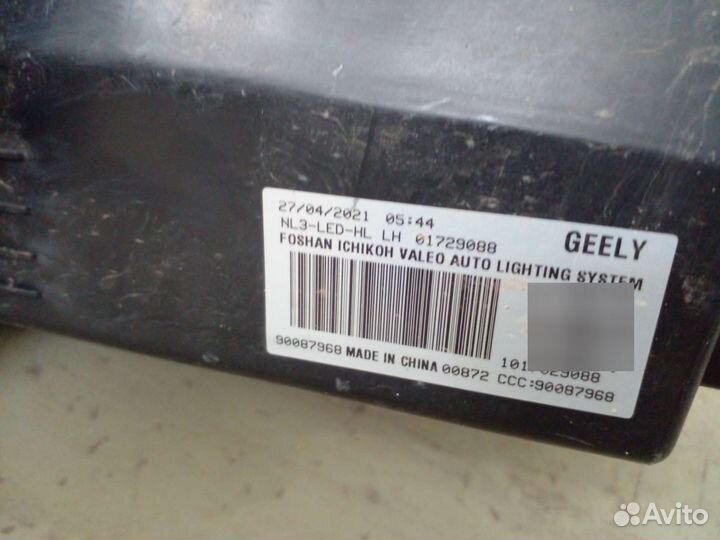 27/04/2021 05:44
NL3-LED-HL LH 01729088
GEELY
FOSHAN ICHIKOH VALEO AUTO LIGHTING SYSTEM
90087968 MADE IN CHINA 00872 CCC:90087968
Avito